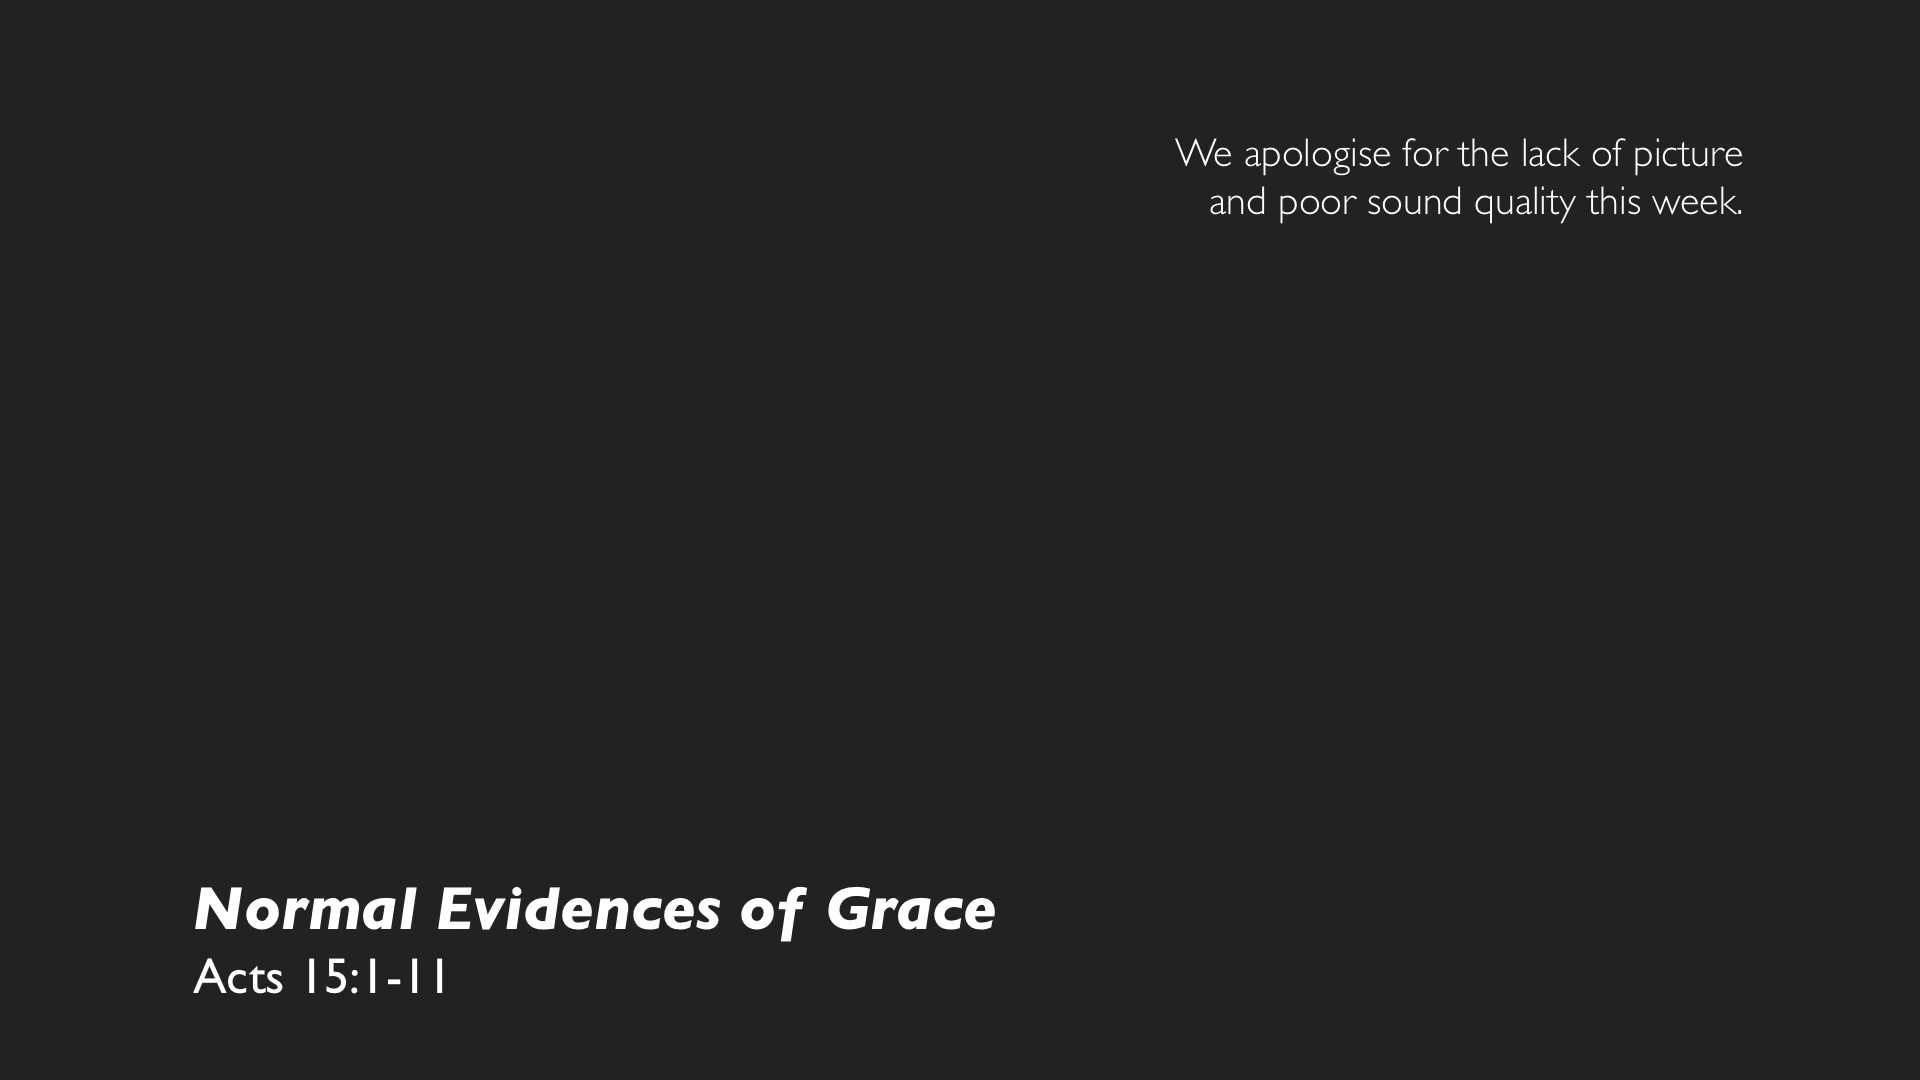 We apologise for the lack of picture
and poor sound quality this week.
Normal Evidences of Grace
Acts 15:1-11